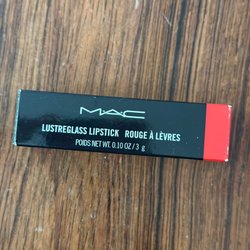 MAC
LUSTREGLASS LIPSTICK ROUGE À LÈVRES
POIDS NET WT. 0.10 OZ / 3 g